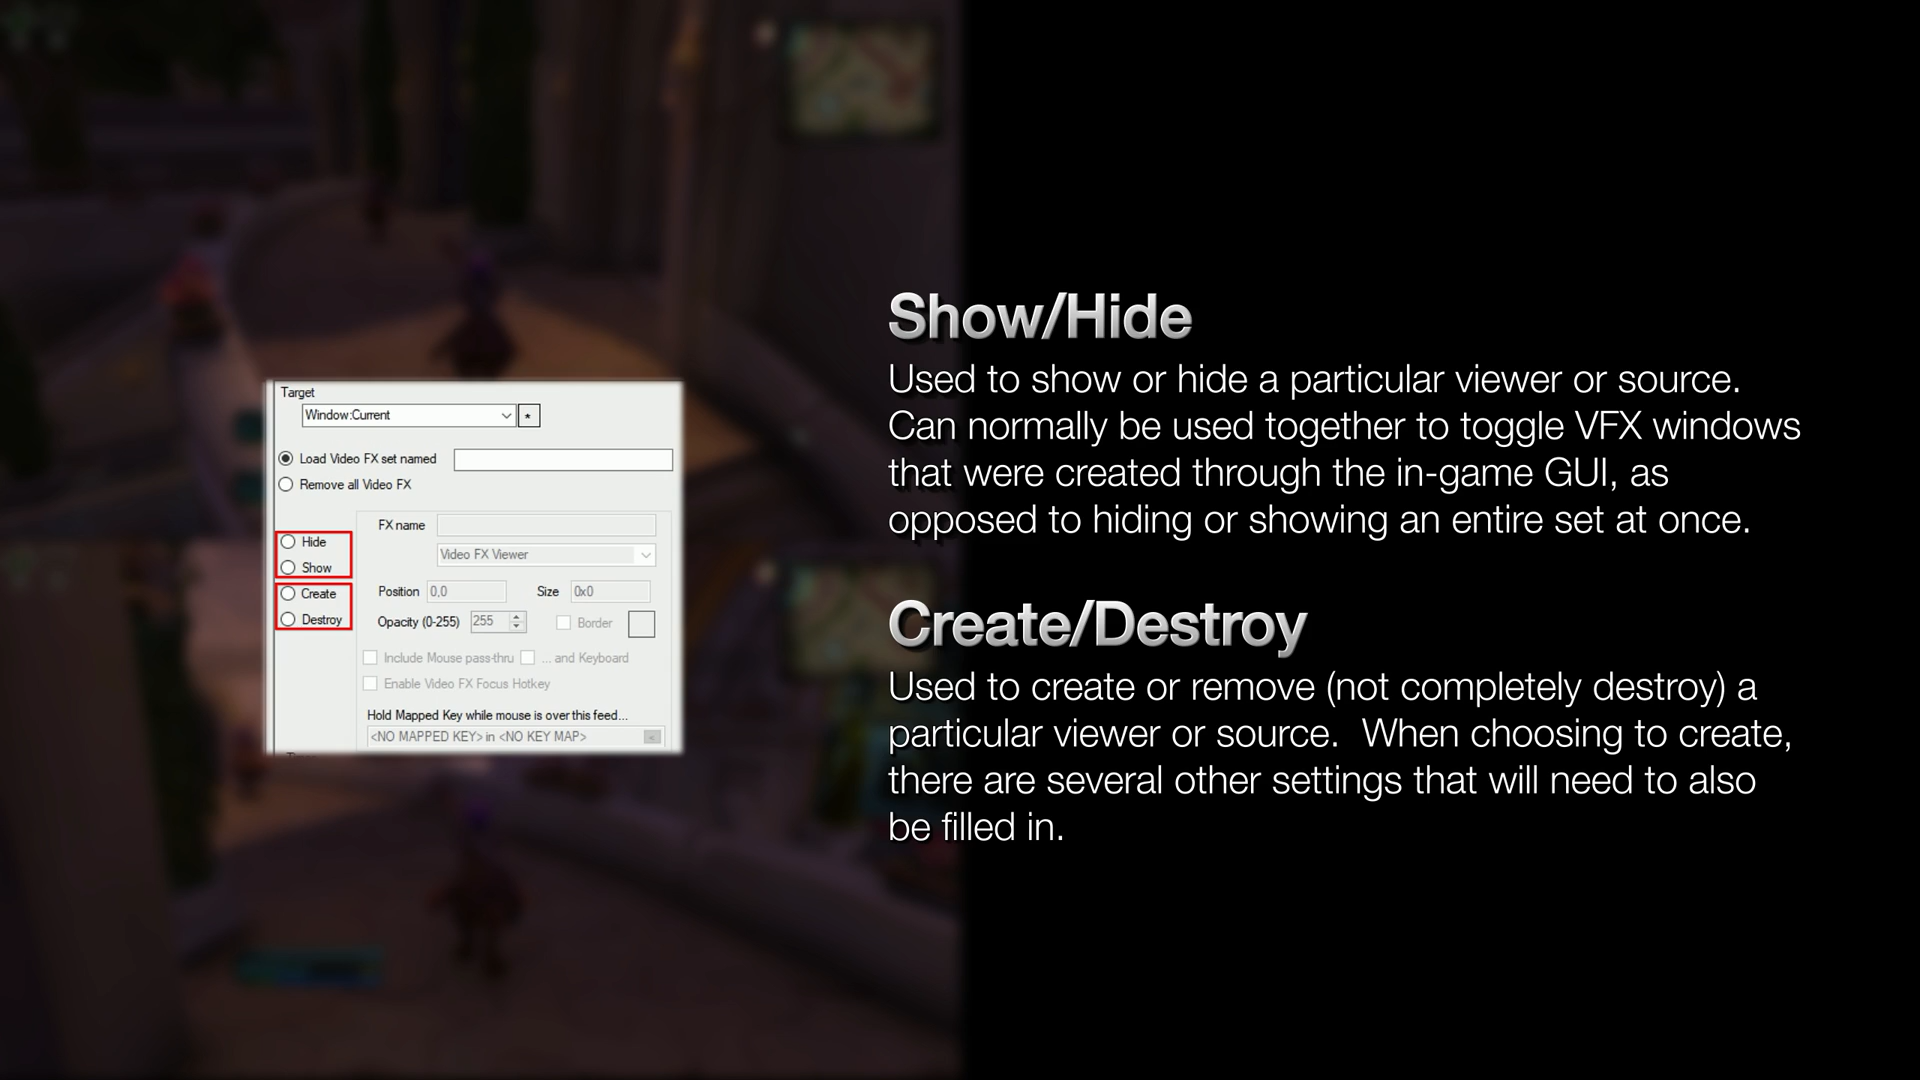 Target
Window:Current *
Load Video FX set named
Remove all Video FX
FX name
Hide
Video FX Viewer
Show
Create
Position 0,0 Size 0x0
Destroy
Opacity (0-255) 255 Border
Include Mouse pass-thru ... and Keyboard
Enable Video FX Focus Hotkey
Hold Mapped Key while mouse is over this feed...
<NO MAPPED KEY> in <NO KEY MAP> <
Show/Hide
Used to show or hide a particular viewer or source.
Can normally be used together to toggle VFX windows
that were created through the in-game GUI, as
opposed to hiding or showing an entire set at once.
Create/Destroy
Used to create or remove (not completely destroy) a
particular viewer or source.  When choosing to create,
there are several other settings that will need to also
be filled in.